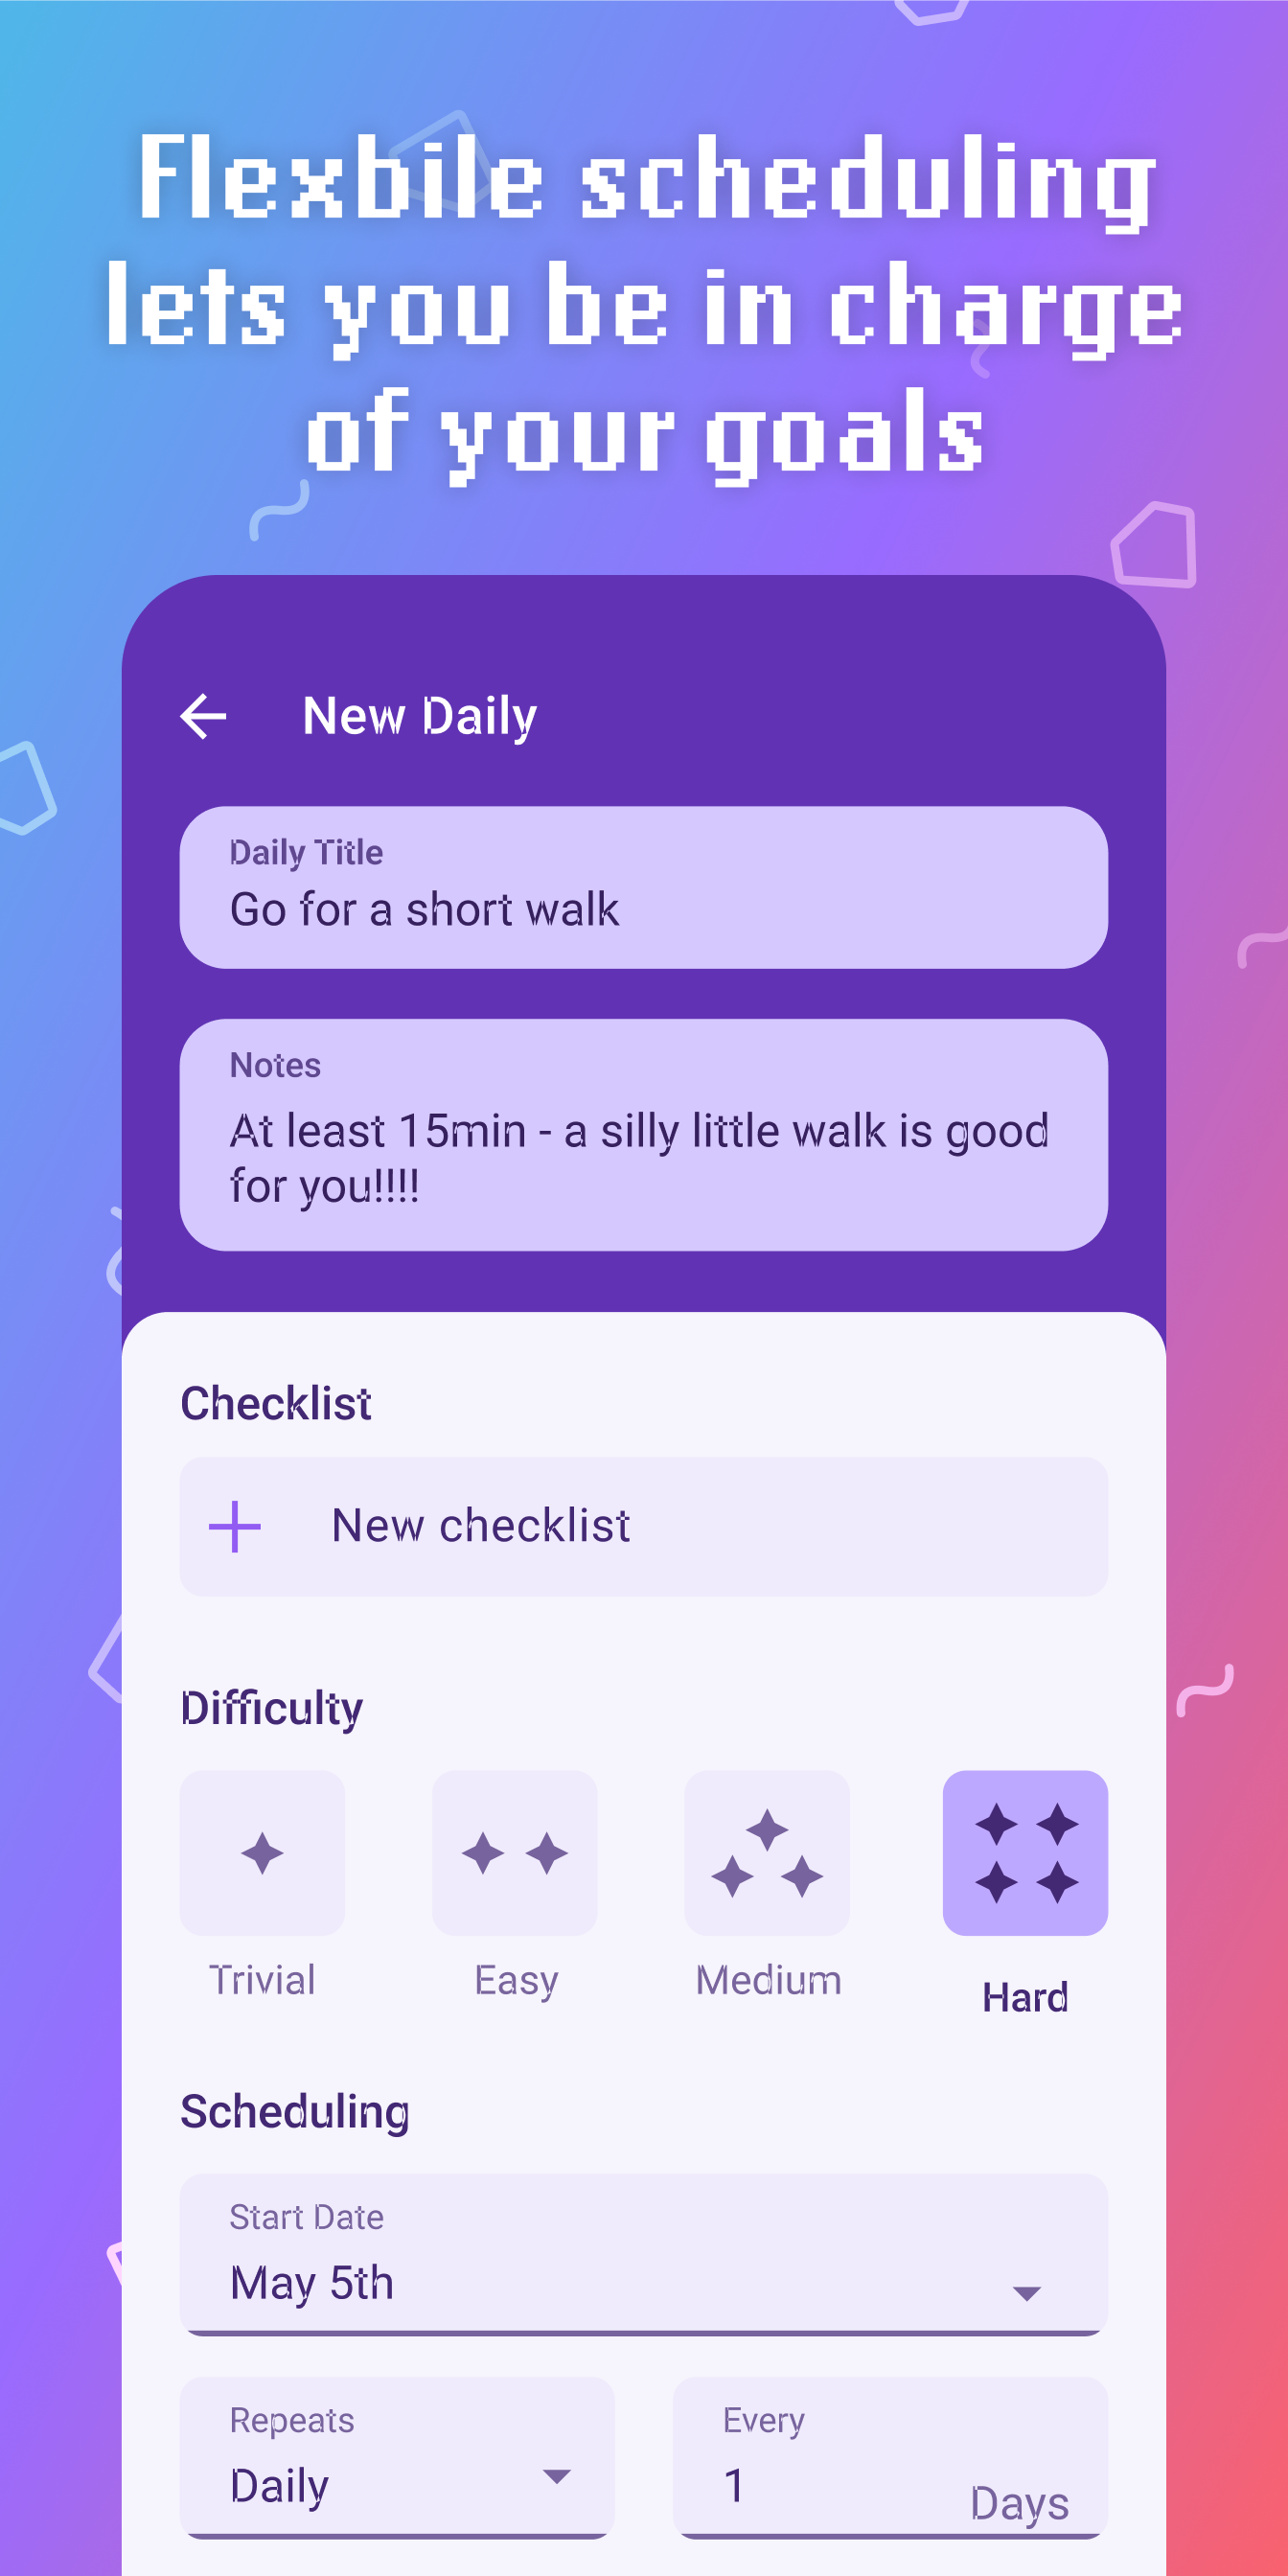 Flexbile scheduling
lets you be in charge
of your goals
New Daily
Daily Title
Go for a short walk
Notes
At least 15min - a silly little walk is good
for you!!!!
Checklist
New checklist
Difficulty
Trivial
Easy
Medium
Hard
Scheduling
Start Date
May 5th
Repeats
Daily
Every
1
Days